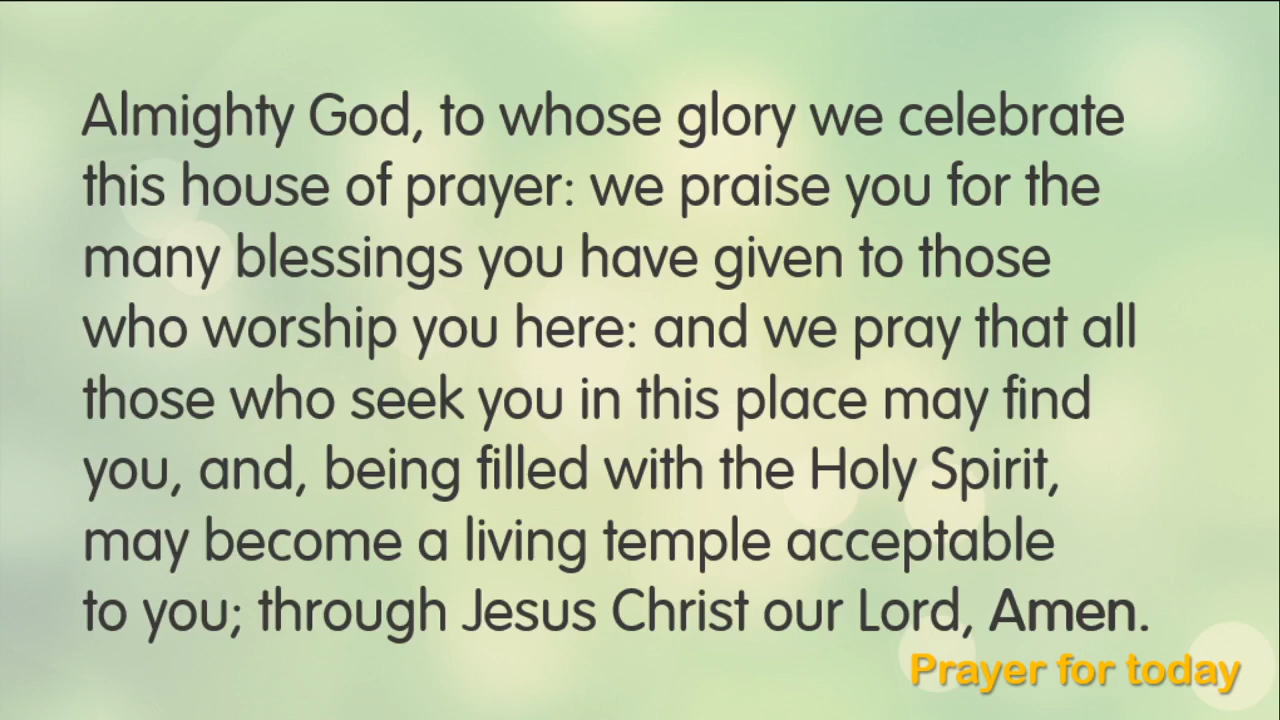 Almighty God, to whose glory we celebrate
this house of prayer: we praise you for the
many blessings you have given to those
who worship you here: and we pray that all
those who seek you in this place may find
you, and, being filled with the Holy Spirit,
may become a living temple acceptable
to you; through Jesus Christ our Lord, Amen.
Prayer for today